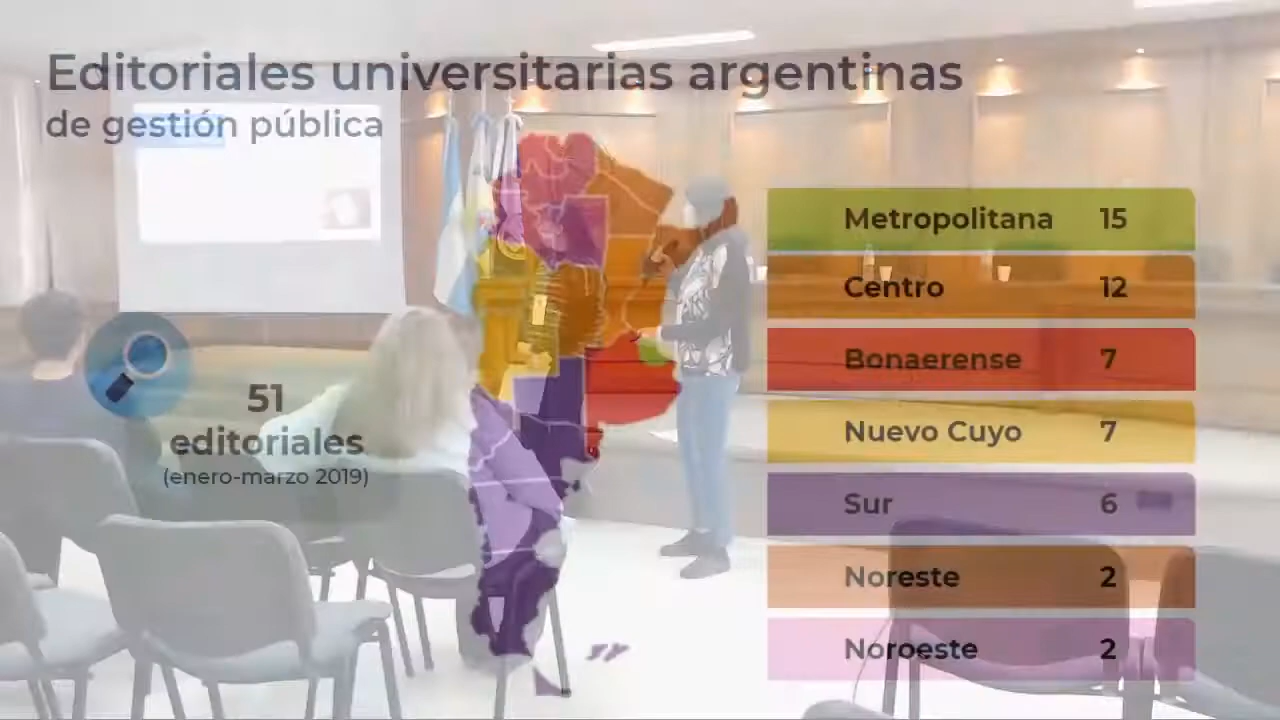 Editoriales universitarias argentinas
de gestión pública
51
editoriales
(enero-marzo 2019)
Metropolitana 15
Centro 12
Bonaerense 7
Nuevo Cuyo 7
Sur 6
Noreste 2
Noroeste 2